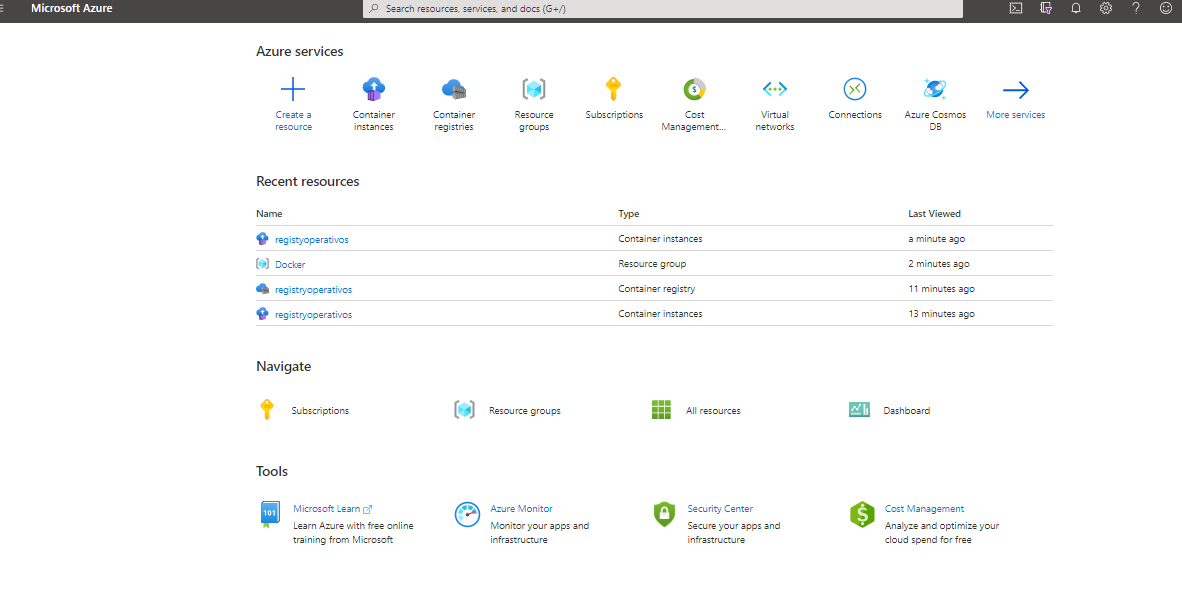 Microsoft Azure
Search resources, services, and docs (G+/)
Azure services
Create a
resource
Container
instances
Container
registries
Resource
groups
Subscriptions
$
Cost
Management...
Virtual
networks
Connections
Azure Cosmos
DB
More services
Recent resources
Name Type Last Viewed
registyoperativos Container instances a minute ago
Docker Resource group 2 minutes ago
registryoperativos Container registry 11 minutes ago
registryoperativos Container instances 13 minutes ago
Navigate
Subscriptions Resource groups All resources Dashboard
Tools
101
Microsoft Learn
Learn Azure with free online
training from Microsoft
Azure Monitor
Monitor your apps and
infrastructure
Security Center
Secure your apps and
infrastructure
$
Cost Management
Analyze and optimize your
cloud spend for free